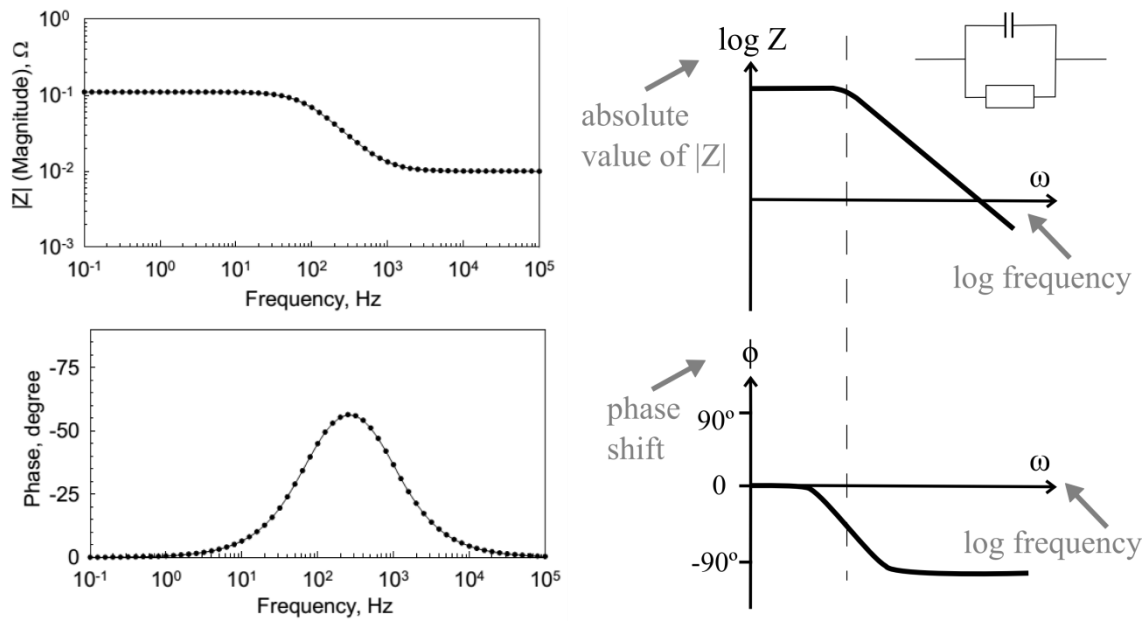 |Z| (Magnitude), Ω
10⁰
10⁻¹
10⁻²
10⁻³
10⁻¹ 10⁰ 10¹ 10² 10³ 10⁴ 10⁵
Frequency, Hz
log Z
absolute
value of |Z|
ω
log frequency
Phase, degree
-75
-50
-25
0
10⁻¹ 10⁰ 10¹ 10² 10³ 10⁴ 10⁵
Frequency, Hz
ϕ
phase
shift
90º
0
-90º
ω
log frequency